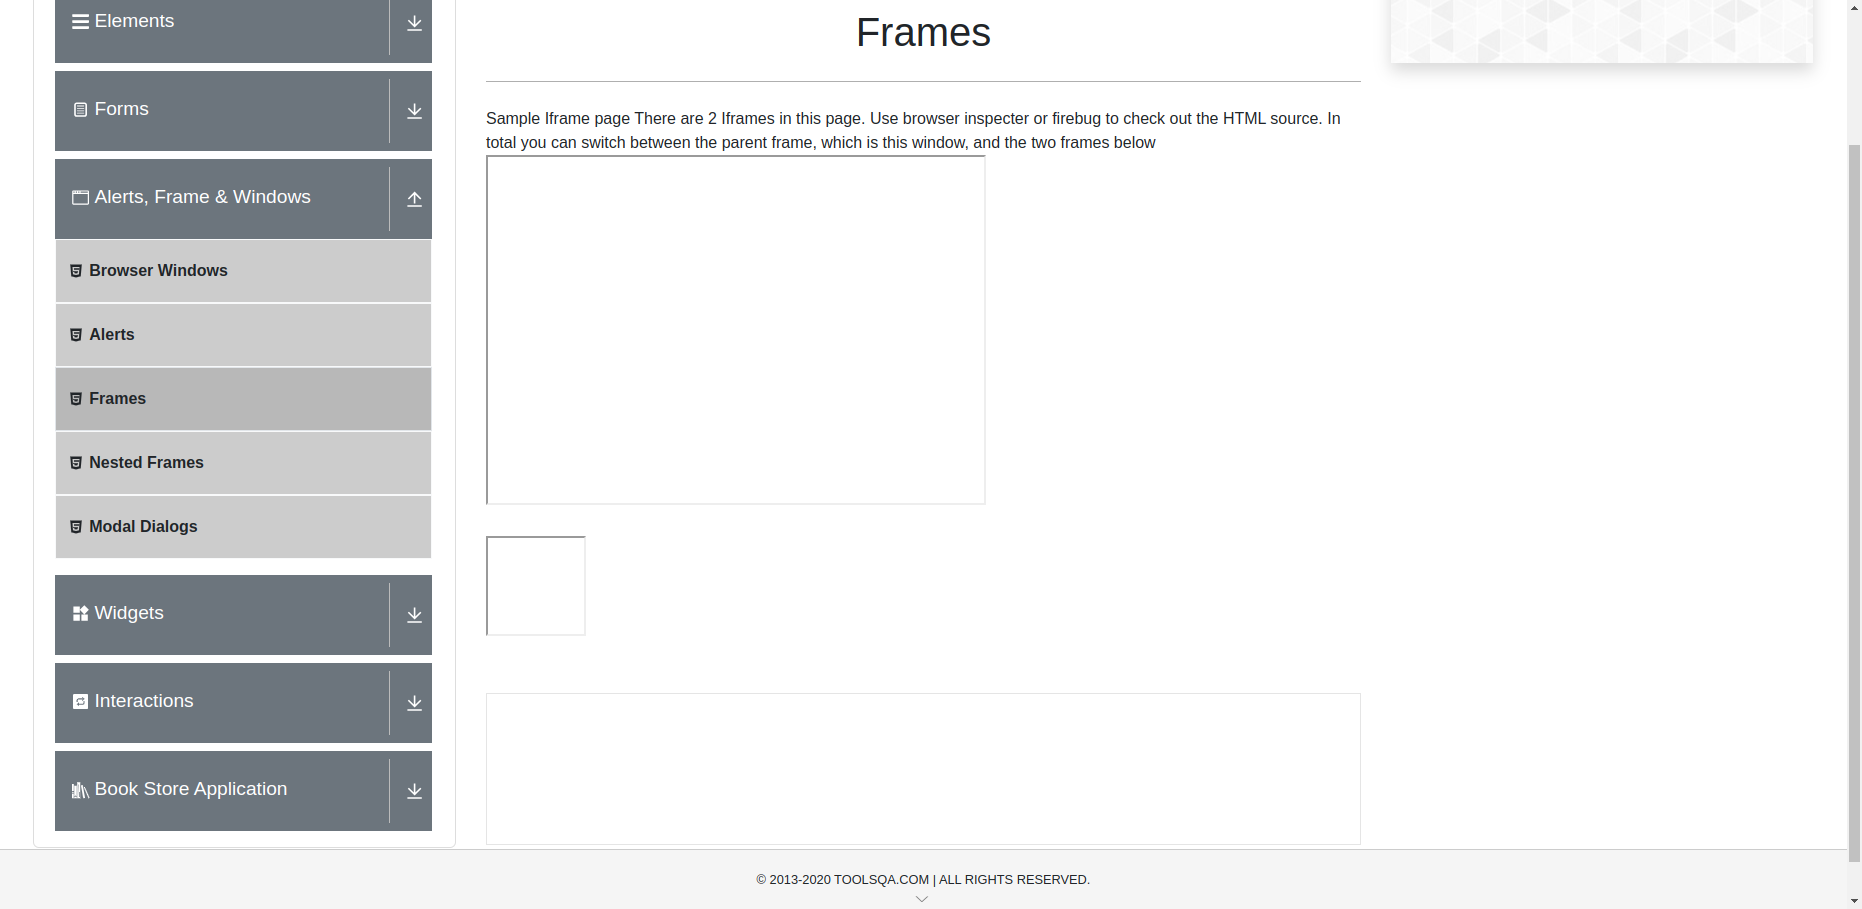 Elements
Forms
Alerts, Frame & Windows
Browser Windows
Alerts
Frames
Nested Frames
Modal Dialogs
Widgets
Interactions
Book Store Application
Frames
Sample Iframe page There are 2 Iframes in this page. Use browser inspecter or firebug to check out the HTML source. In
total you can switch between the parent frame, which is this window, and the two frames below
© 2013-2020 TOOLSQA.COM | ALL RIGHTS RESERVED.